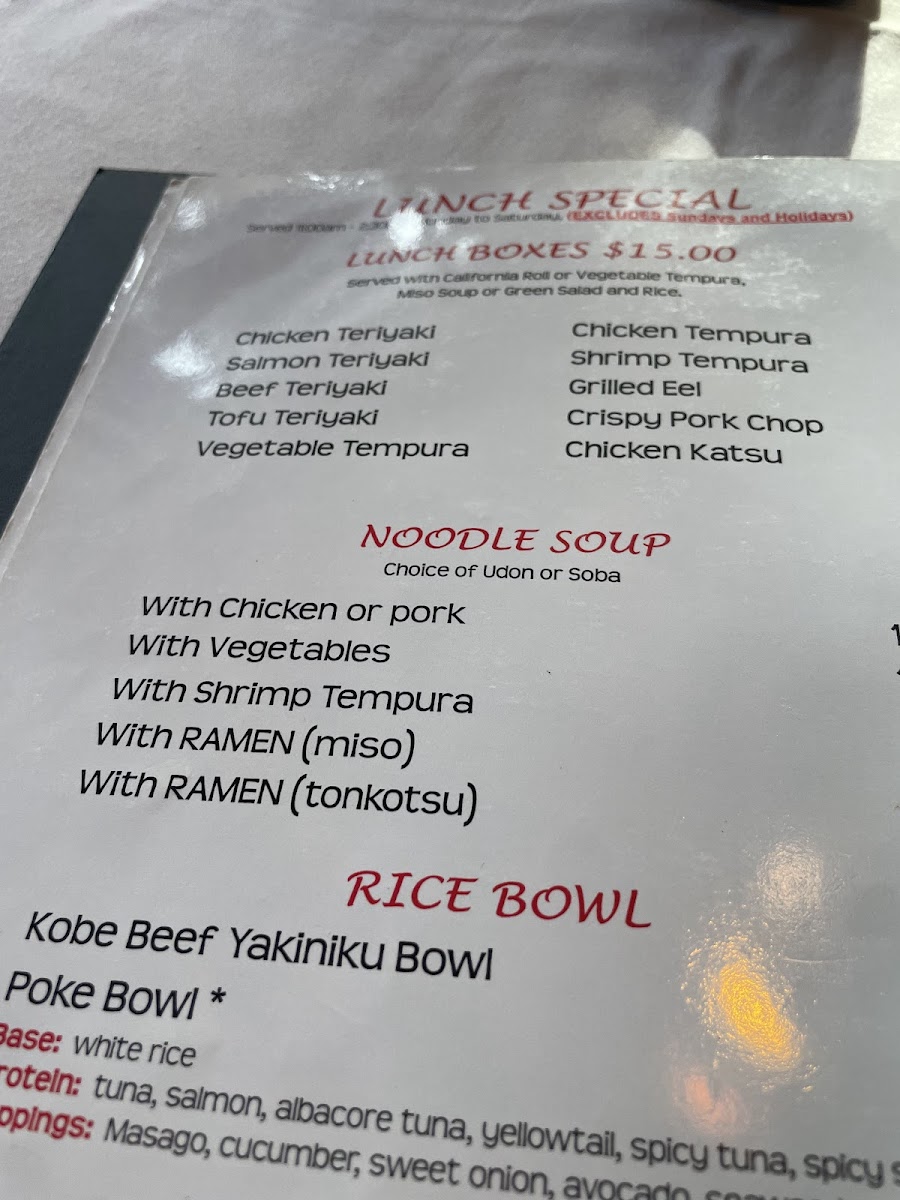 LUNCH SPECIAL
Served 11:00am - to Saturday, (EXCLUDES Sundays and Holidays)
LUNCH BOXES $15.00
served with California Roll or Vegetable Tempura,
Miso Soup or Green Salad and Rice.
Chicken Teriyaki
Salmon Teriyaki
Beef Teriyaki
Tofu Teriyaki
Vegetable Tempura
Chicken Tempura
Shrimp Tempura
Grilled Eel
Crispy Pork Chop
Chicken Katsu
NOODLE SOUP
Choice of Udon or Soba
With Chicken or pork
With Vegetables
With Shrimp Tempura
With RAMEN (miso)
With RAMEN (tonkotsu)
RICE BOWL
Kobe Beef Yakiniku Bowl
Poke Bowl *
Base: white rice
rotein: tuna, salmon, albacore tuna, yellowtail, spicy tuna, spicy
ppings: Masago, cucumber, sweet onion, avocado,